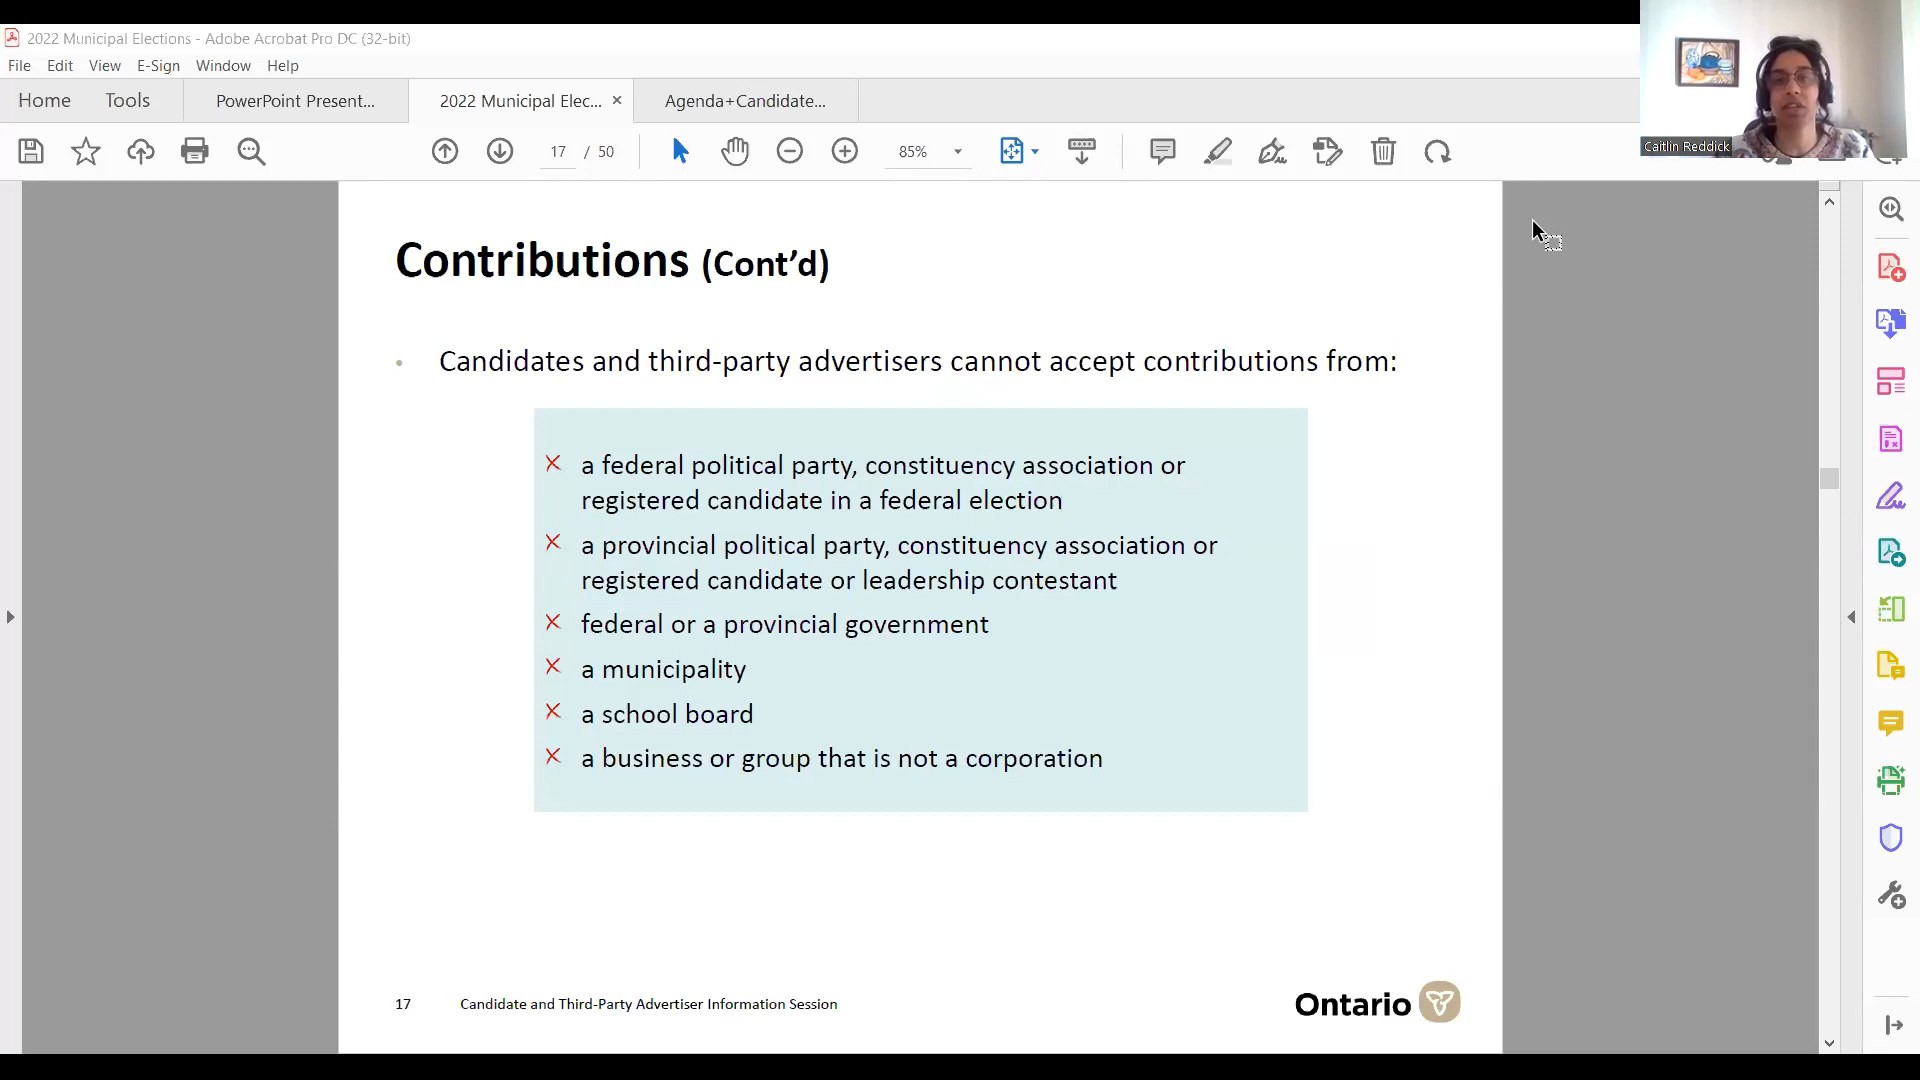 2022 Municipal Elections - Adobe Acrobat Pro DC (32-bit)
File Edit View E-Sign Window Help
Home Tools PowerPoint Present... 2022 Municipal Elec... × Agenda+Candidate...
17 / 50 85%
Caitlin Reddick
Contributions (Cont’d)
• Candidates and third-party advertisers cannot accept contributions from:
a federal political party, constituency association or
registered candidate in a federal election
a provincial political party, constituency association or
registered candidate or leadership contestant
federal or a provincial government
a municipality
a school board
a business or group that is not a corporation
17 Candidate and Third-Party Advertiser Information Session
Ontario